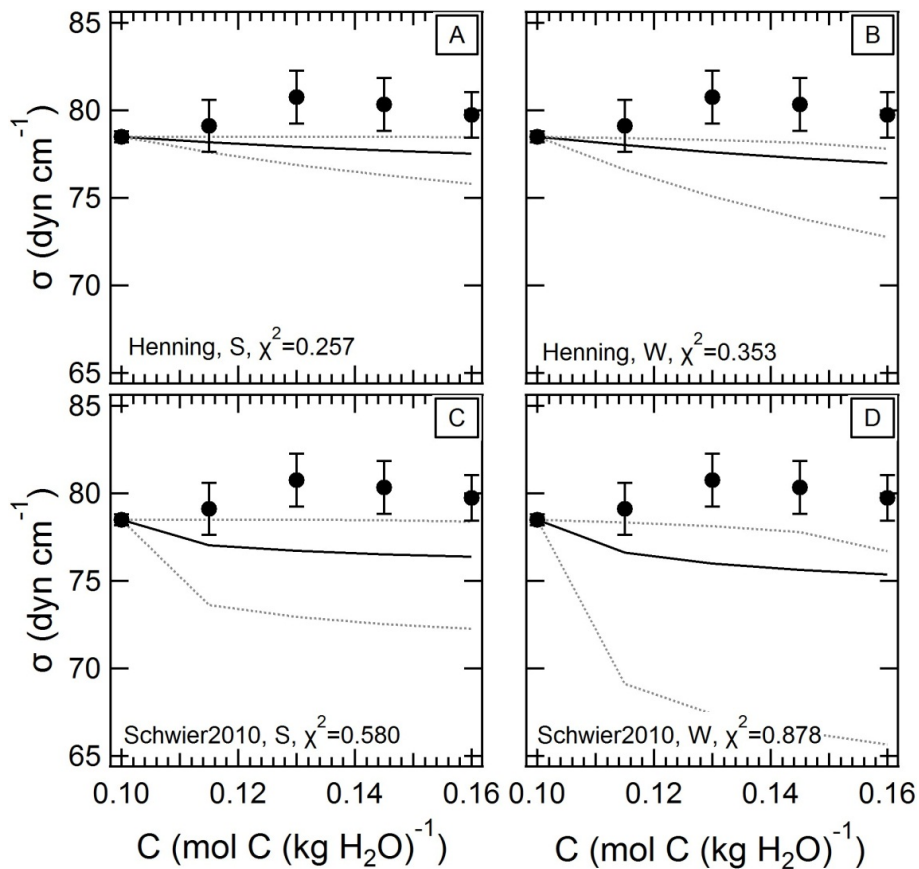 85
80
75
70
65
σ (dyn cm⁻¹)
A
Henning, S, χ²=0.257
B
Henning, W, χ²=0.353
85
80
75
70
65
σ (dyn cm⁻¹)
C
Schwier2010, S, χ²=0.580
D
Schwier2010, W, χ²=0.878
0.10 0.12 0.14 0.16
0.10 0.12 0.14 0.16
C (mol C (kg H₂O)⁻¹)
C (mol C (kg H₂O)⁻¹)